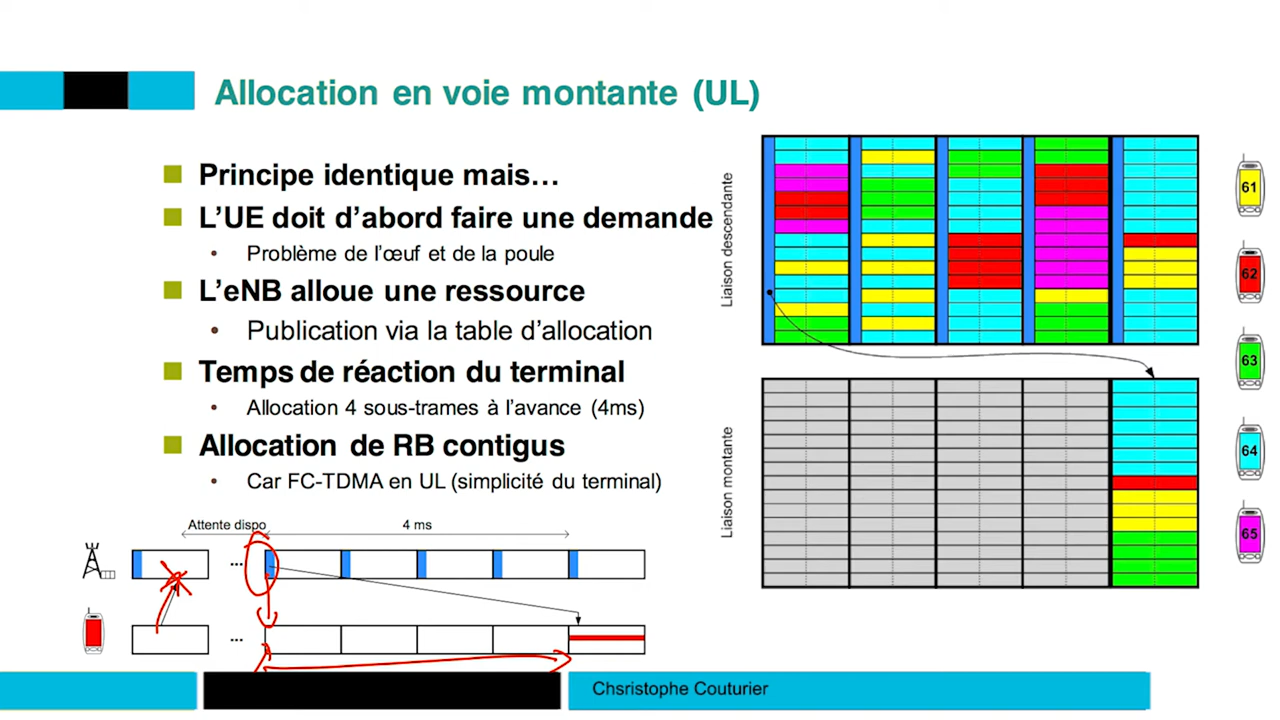 Allocation en voie montante (UL)
Principe identique mais…
L'UE doit d'abord faire une demande
Problème de l'œuf et de la poule
L'eNB alloue une ressource
Publication via la table d'allocation
Temps de réaction du terminal
Allocation 4 sous-trames à l'avance (4ms)
Allocation de RB contigus
Car FC-TDMA en UL (simplicité du terminal)
Attente dispo
4 ms
...
...
Liaison descendante
Liaison montante
61
62
63
64
65
Chsristophe Couturier